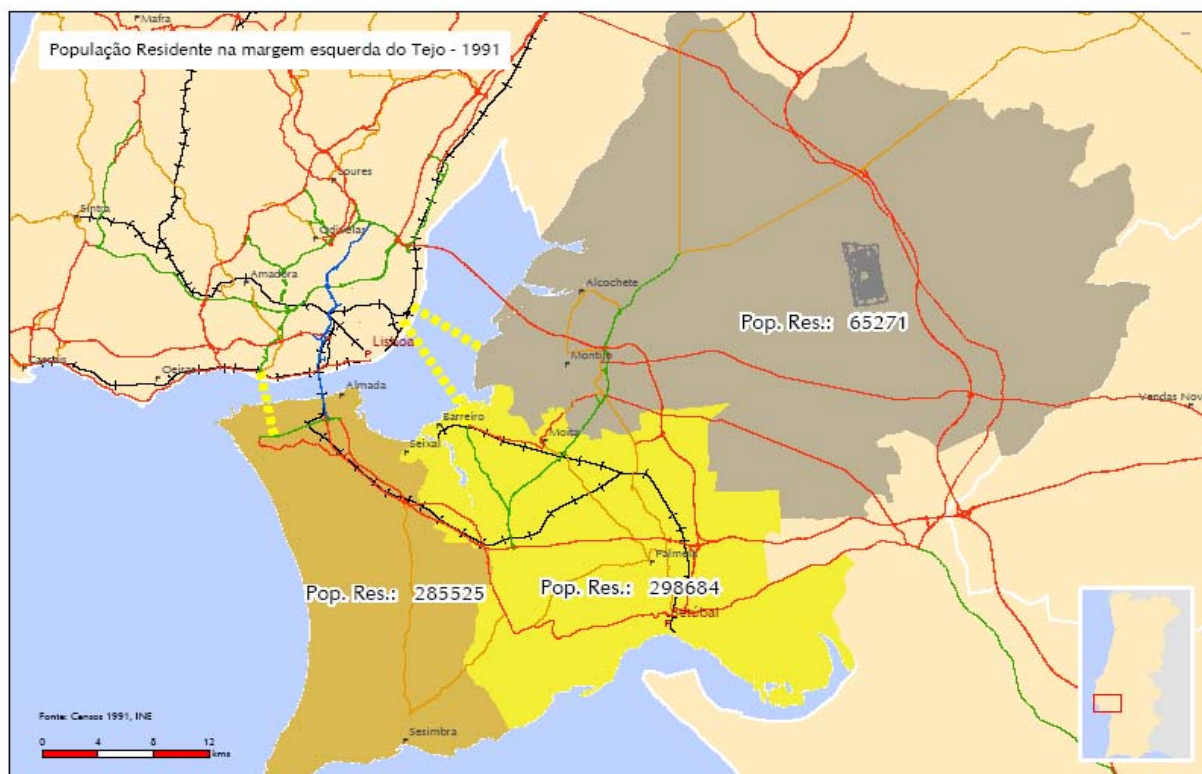 Mafra
População Residente na margem esquerda do Tejo - 1991
Loures
Sintra
Odivelas
Amadora
Alcochete
Pop. Res.: 65271
Lisboa
Montijo
Cascais
Oeiras
Almada
Vendas Nov
Barreiro
Moita
Seixal
Palmela
Pop. Res.: 285525
Pop. Res.: 298684
Setúbal
Fonte: Censos 1991, INE
Sesimbra
0 4 8 12
kms